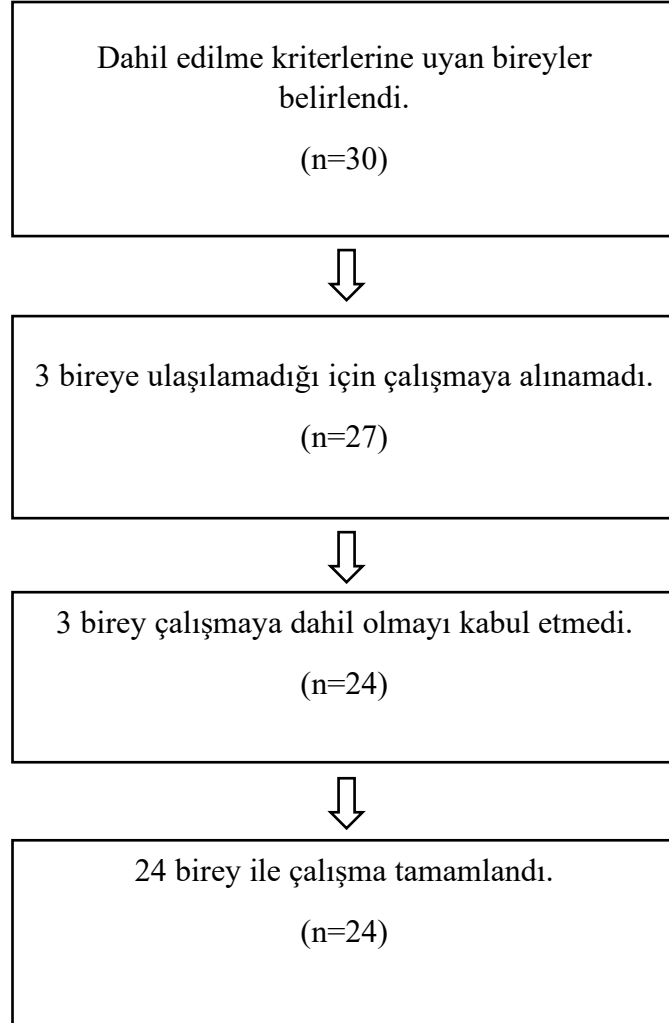 Dahil edilme kriterlerine uyan bireyler
belirlendi.
(n=30)
3 bireye ulaşılamadığı için çalışmaya alınamadı.
(n=27)
3 birey çalışmaya dahil olmayı kabul etmedi.
(n=24)
24 birey ile çalışma tamamlandı.
(n=24)